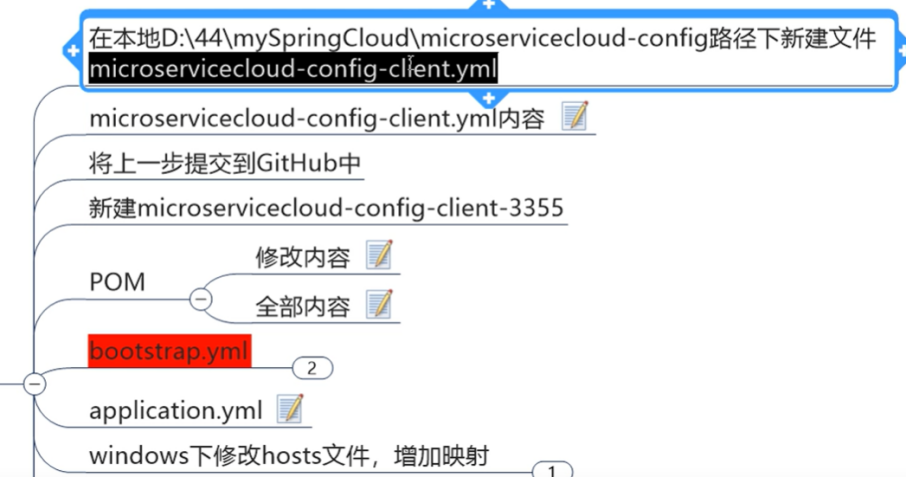 在本地D:\44\mySpringCloud\microservicecloud-config路径下新建文件
microservicecloud-config-client.yml
microservicecloud-config-client.yml内容
将上一步提交到GitHub中
新建microservicecloud-config-client-3355
POM
修改内容
全部内容
bootstrap.yml
2
application.yml
windows下修改hosts文件，增加映射
1